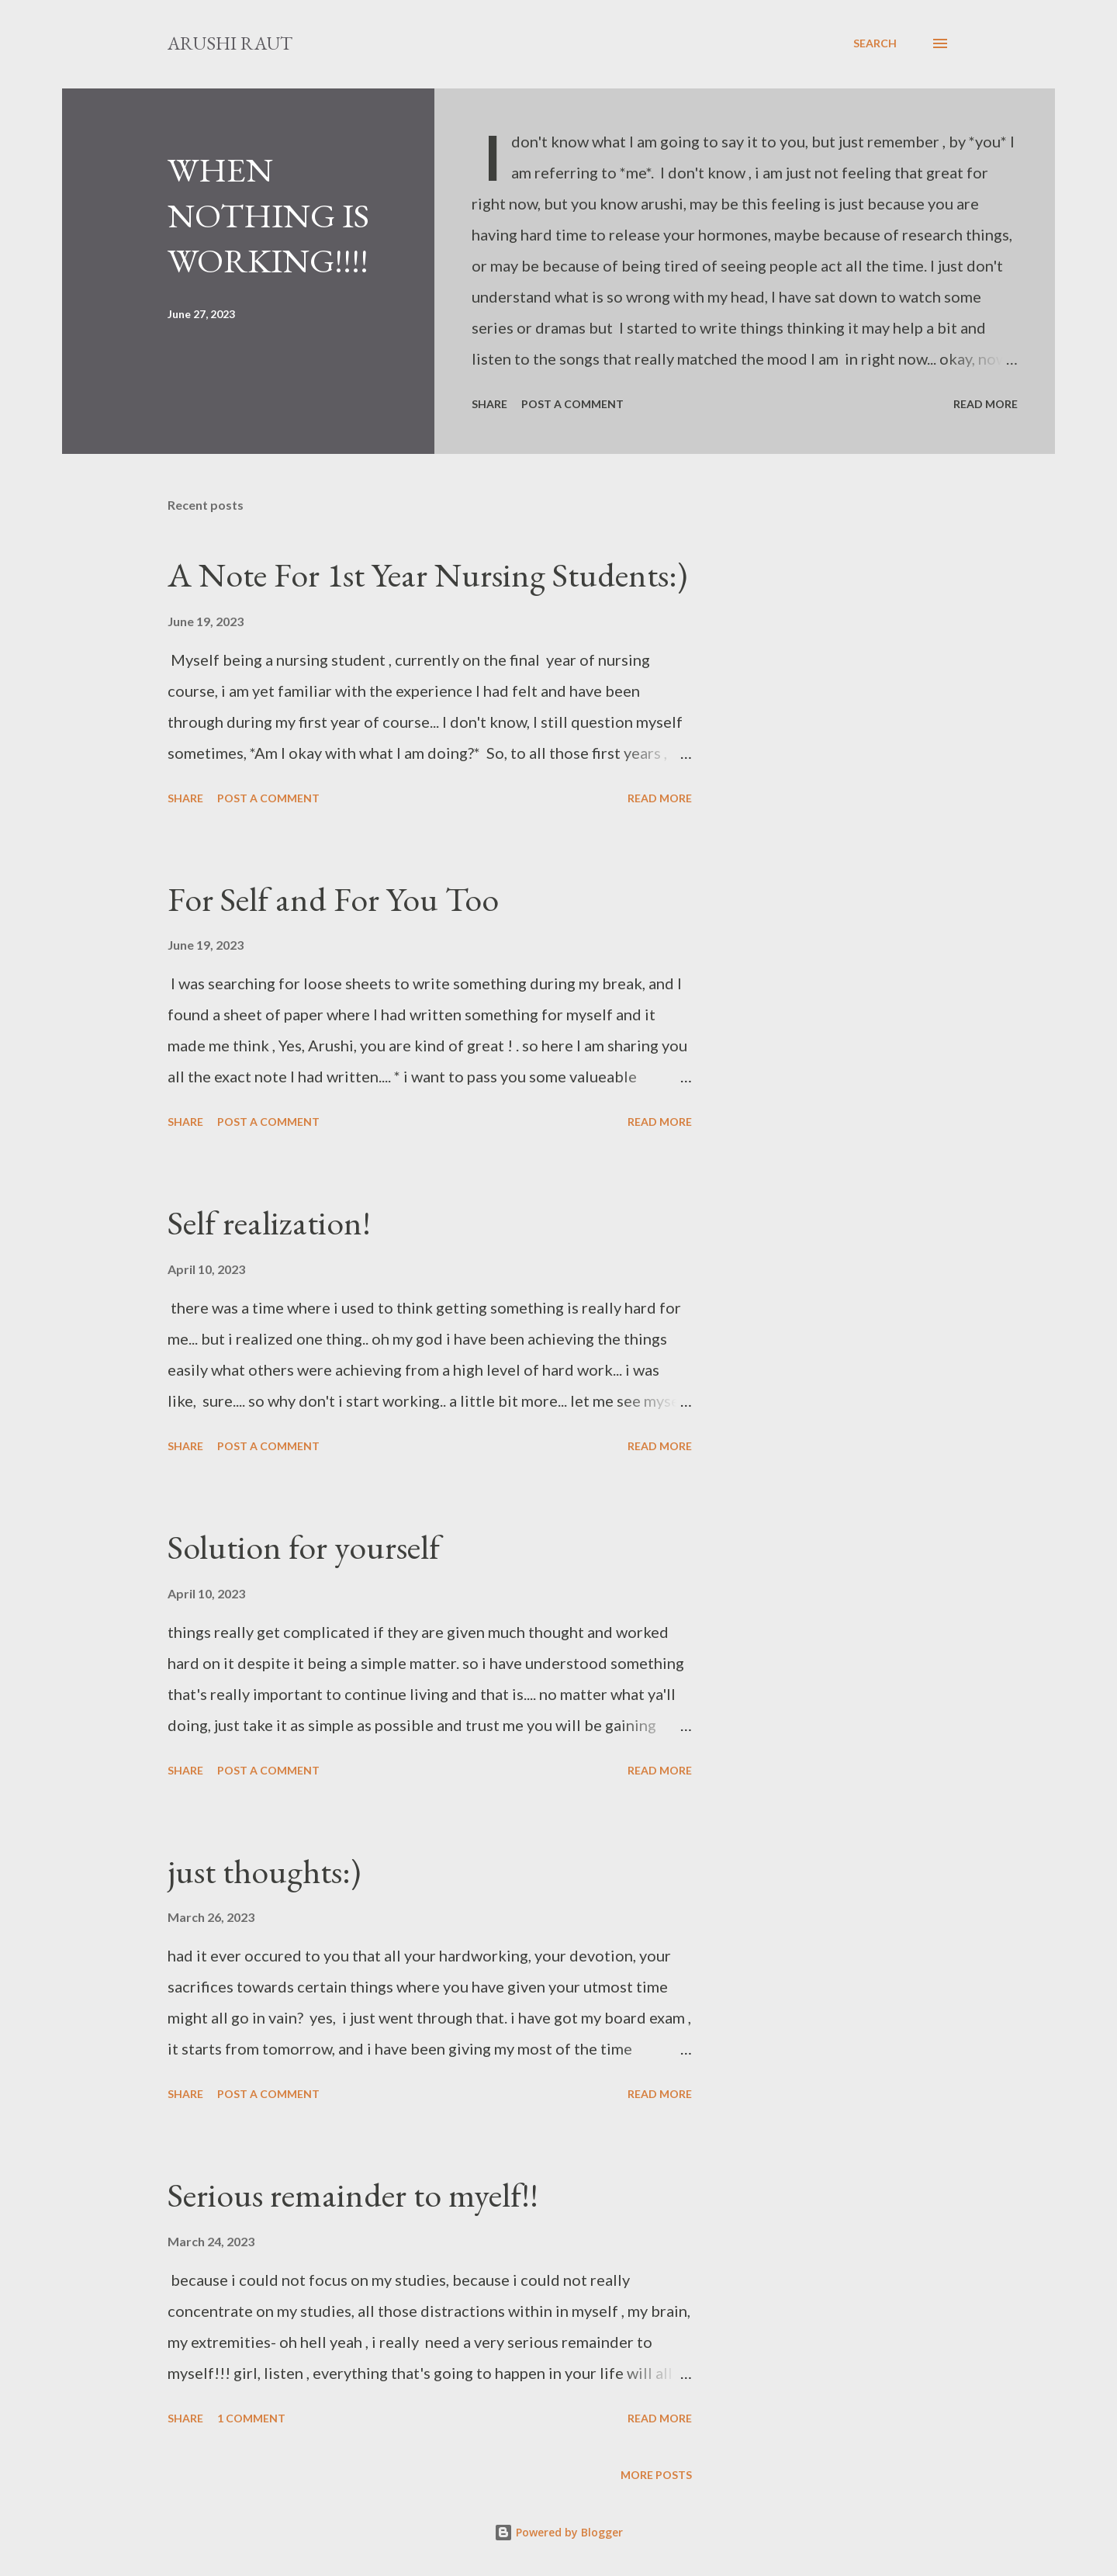 ARUSHI RAUT
SEARCH
WHEN
NOTHING IS
WORKING!!!!
June 27, 2023
I don't know what I am going to say it to you, but just remember , by *you* I
am referring to *me*.  I don't know , i am just not feeling that great for
right now, but you know arushi, may be this feeling is just because you are
having hard time to release your hormones, maybe because of research things,
or may be because of being tired of seeing people act all the time. I just don't
understand what is so wrong with my head, I have sat down to watch some
series or dramas but  I started to write things thinking it may help a bit and
listen to the songs that really matched the mood I am  in right now... okay, now …
SHARE POST A COMMENT READ MORE
Recent posts
A Note For 1st Year Nursing Students:)
June 19, 2023
Myself being a nursing student , currently on the final  year of nursing
course, i am yet familiar with the experience I had felt and have been
through during my first year of course... I don't know, I still question myself
sometimes, *Am I okay with what I am doing?*  So, to all those first years , …
SHARE POST A COMMENT READ MORE
For Self and For You Too
June 19, 2023
I was searching for loose sheets to write something during my break, and I
found a sheet of paper where I had written something for myself and it
made me think , Yes, Arushi, you are kind of great ! . so here I am sharing you
all the exact note I had written.... * i want to pass you some valueable …
SHARE POST A COMMENT READ MORE
Self realization!
April 10, 2023
there was a time where i used to think getting something is really hard for
me... but i realized one thing.. oh my god i have been achieving the things
easily what others were achieving from a high level of hard work... i was
like,  sure.... so why don't i start working.. a little bit more... let me see …
SHARE POST A COMMENT READ MORE
Solution for yourself
April 10, 2023
things really get complicated if they are given much thought and worked
hard on it despite it being a simple matter. so i have understood something
that's really important to continue living and that is.... no matter what ya'll
doing, just take it as simple as possible and trust me you will be gaining …
SHARE POST A COMMENT READ MORE
just thoughts:)
March 26, 2023
had it ever occured to you that all your hardworking, your devotion, your
sacrifices towards certain things where you have given your utmost time
might all go in vain?  yes,  i just went through that. i have got my board exam ,
it starts from tomorrow, and i have been giving my most of the time …
SHARE POST A COMMENT READ MORE
Serious remainder to myelf!!
March 24, 2023
because i could not focus on my studies, because i could not really
concentrate on my studies, all those distractions within in myself , my brain,
my extremities- oh hell yeah , i really  need a very serious remainder to
myself!!! girl, listen , everything that's going to happen in your life will all …
SHARE 1 COMMENT READ MORE
MORE POSTS
Powered by Blogger